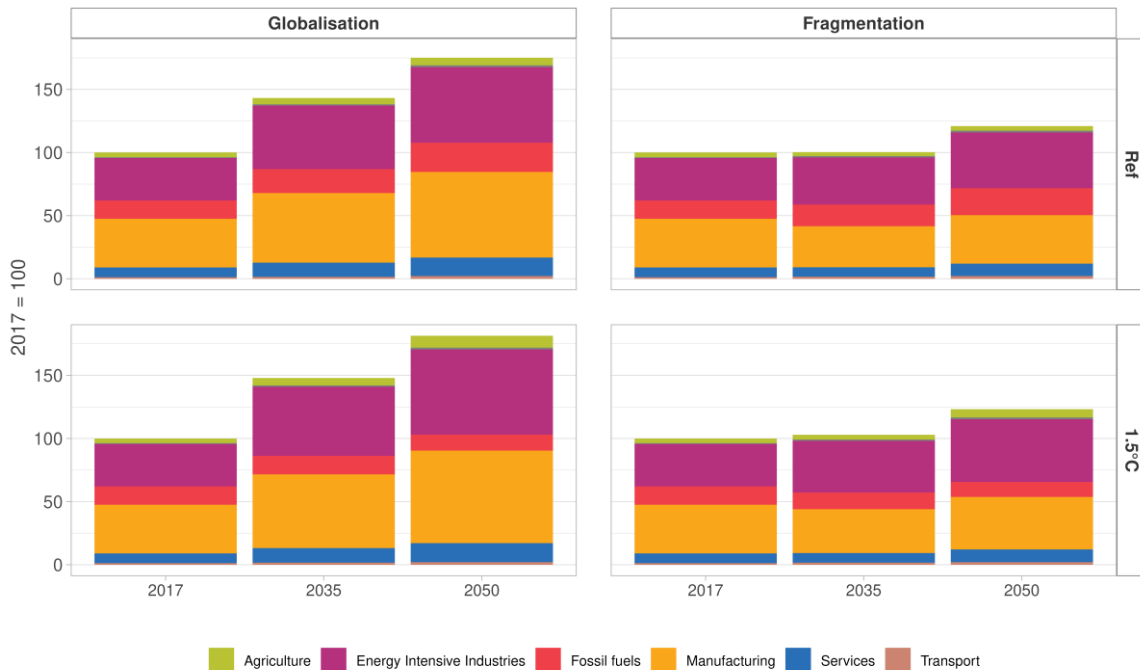 Globalisation
Fragmentation
2017 = 100
150
100
50
0
Ref
150
100
50
0
1.5°C
2017
2035
2050
2017
2035
2050
Agriculture Energy Intensive Industries Fossil fuels Manufacturing Services Transport